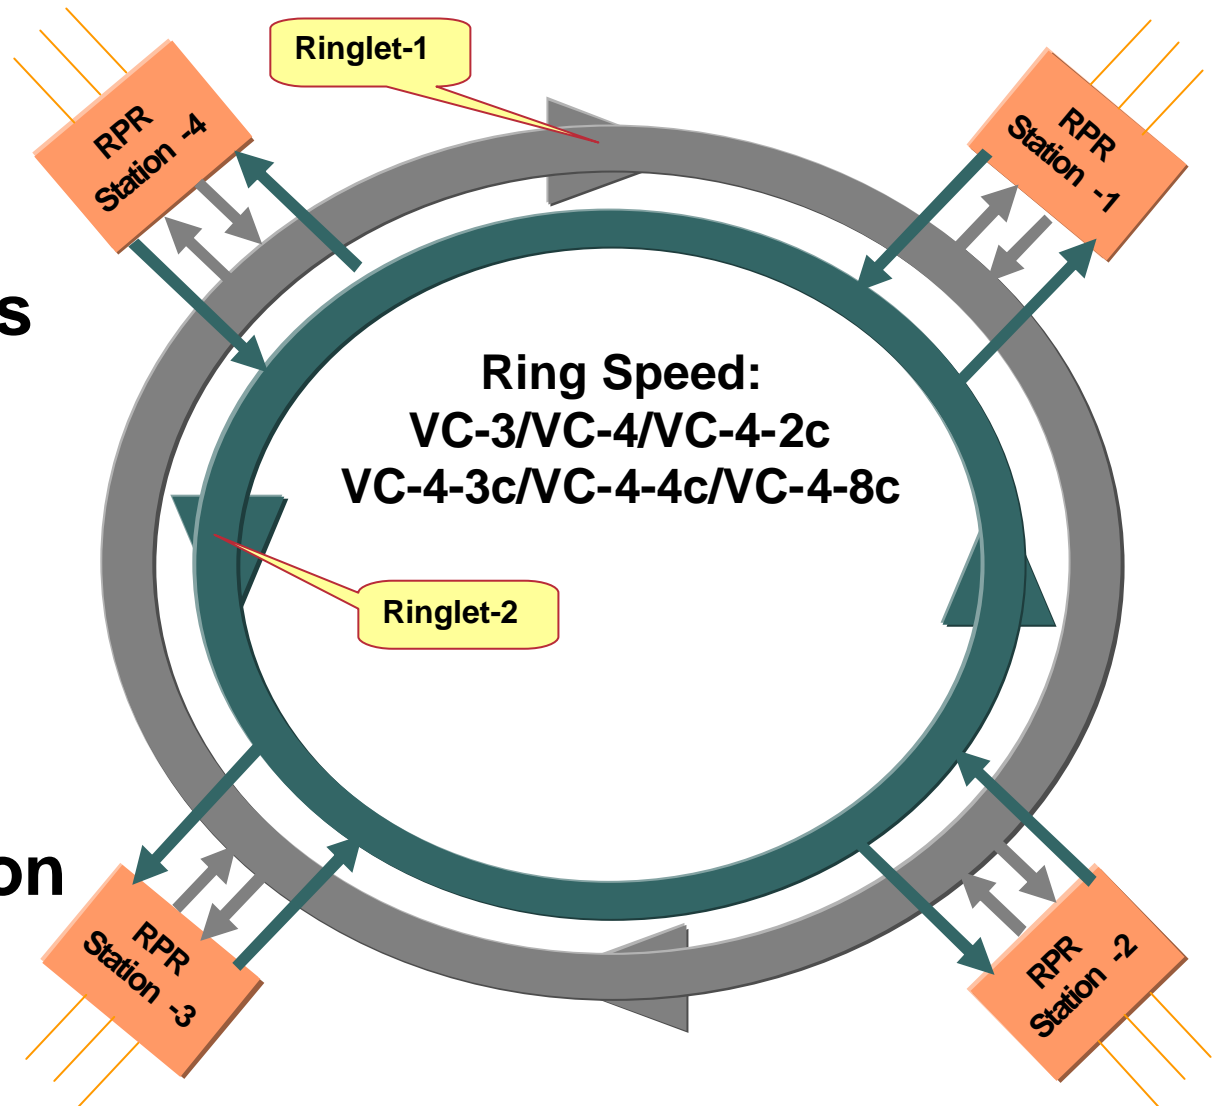 Ringlet-1
RPR
Station -4
RPR
Station -1
s
Ring Speed:
VC-3/VC-4/VC-4-2c
VC-4-3c/VC-4-4c/VC-4-8c
Ringlet-2
on
RPR
Station -3
RPR
Station -2